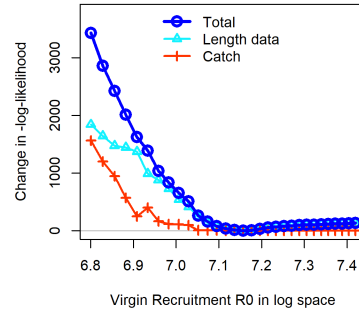 Total
Length data
Catch
Change in -log-likelihood
3000
2000
1000
0
6.8 6.9 7.0 7.1 7.2 7.3 7.4
Virgin Recruitment R0 in log space